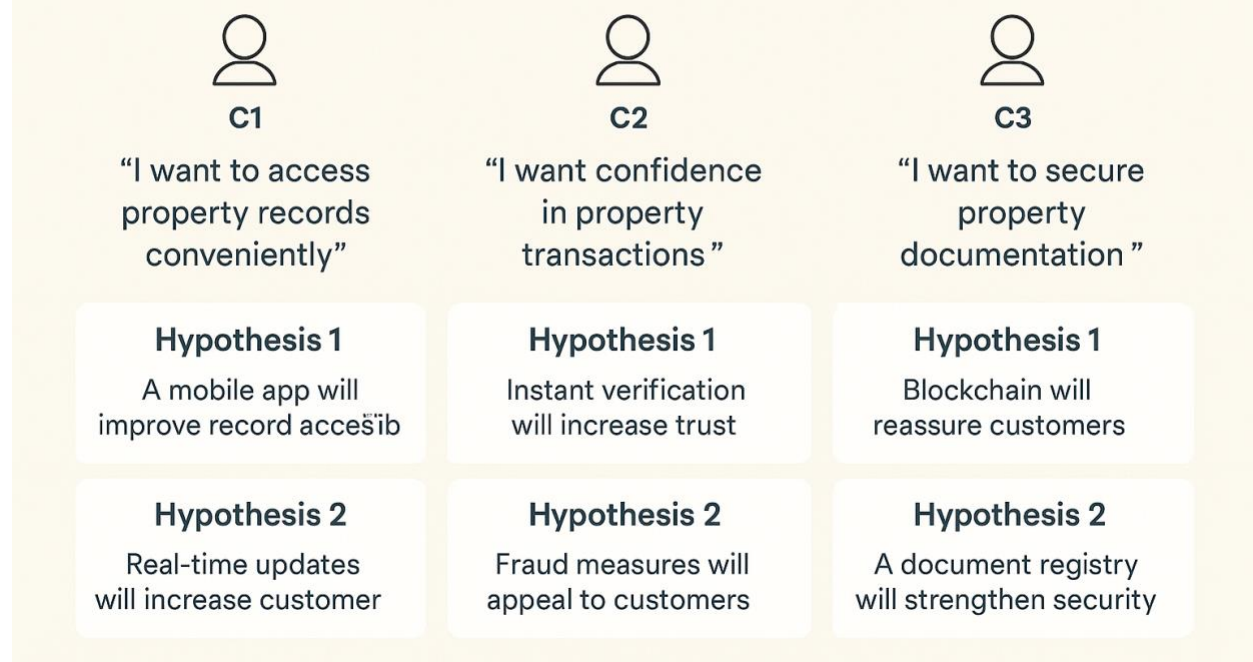 C1
“I want to access
property records
conveniently”
Hypothesis 1
A mobile app will
improve record
Hypothesis 2
Real-time updates
will increase customer
C2
“I want confidence
in property
transactions ”
Hypothesis 1
Instant verification
will increase trust
Hypothesis 2
Fraud measures will
appeal to customers
C3
“I want to secure
property
documentation ”
Hypothesis 1
Blockchain will
reassure customers
Hypothesis 2
A document registry
will strengthen security